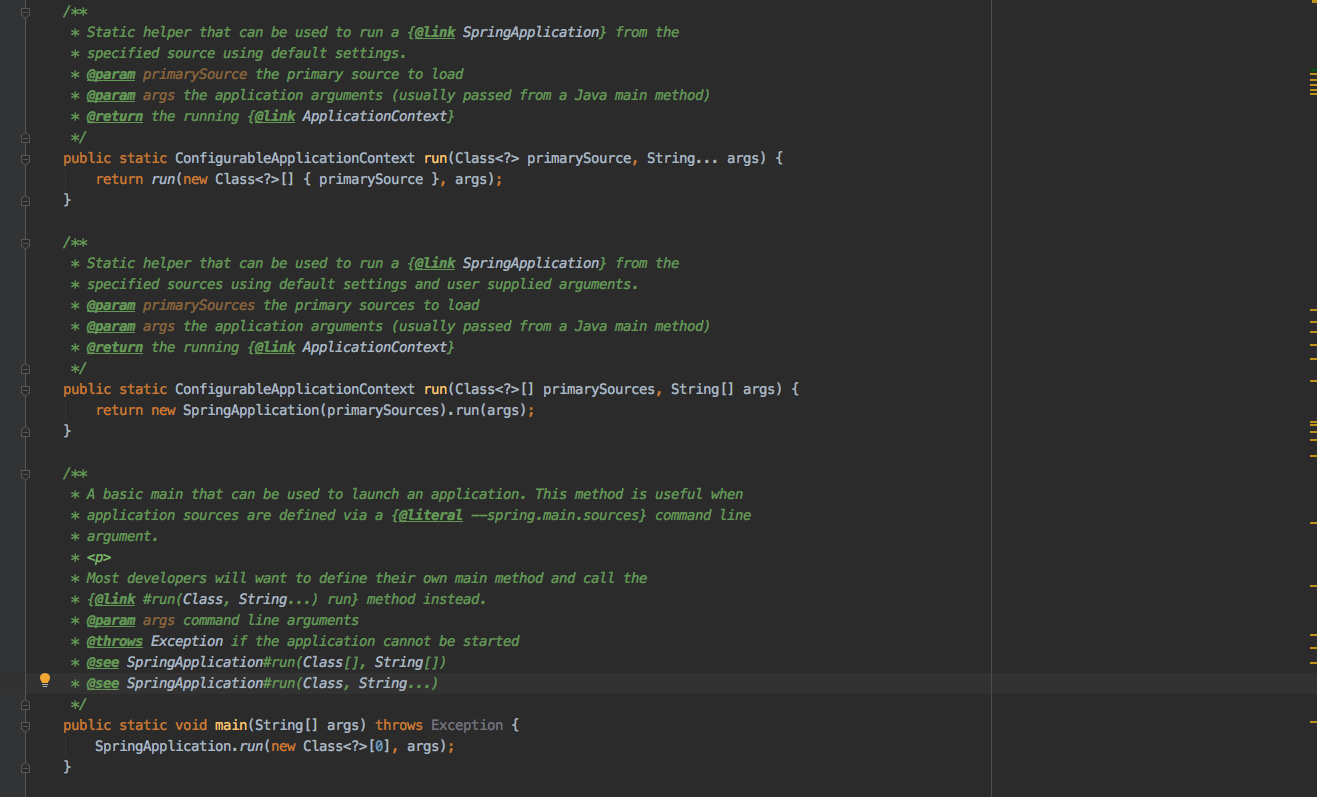 /**
 * Static helper that can be used to run a {@link SpringApplication} from the
 * specified source using default settings.
 * @param primarySource the primary source to load
 * @param args the application arguments (usually passed from a Java main method)
 * @return the running {@link ApplicationContext}
 */
public static ConfigurableApplicationContext run(Class<?> primarySource, String... args) {
    return run(new Class<?>[] { primarySource }, args);
}

/**
 * Static helper that can be used to run a {@link SpringApplication} from the
 * specified sources using default settings and user supplied arguments.
 * @param primarySources the primary sources to load
 * @param args the application arguments (usually passed from a Java main method)
 * @return the running {@link ApplicationContext}
 */
public static ConfigurableApplicationContext run(Class<?>[] primarySources, String[] args) {
    return new SpringApplication(primarySources).run(args);
}

/**
 * A basic main that can be used to launch an application. This method is useful when
 * application sources are defined via a {@literal --spring.main.sources} command line
 * argument.
 * <p>
 * Most developers will want to define their own main method and call the
 * {@link #run(Class, String...) run} method instead.
 * @param args command line arguments
 * @throws Exception if the application cannot be started
 * @see SpringApplication#run(Class[], String[])
 * @see SpringApplication#run(Class, String...)
 */
public static void main(String[] args) throws Exception {
    SpringApplication.run(new Class<?>[0], args);
}